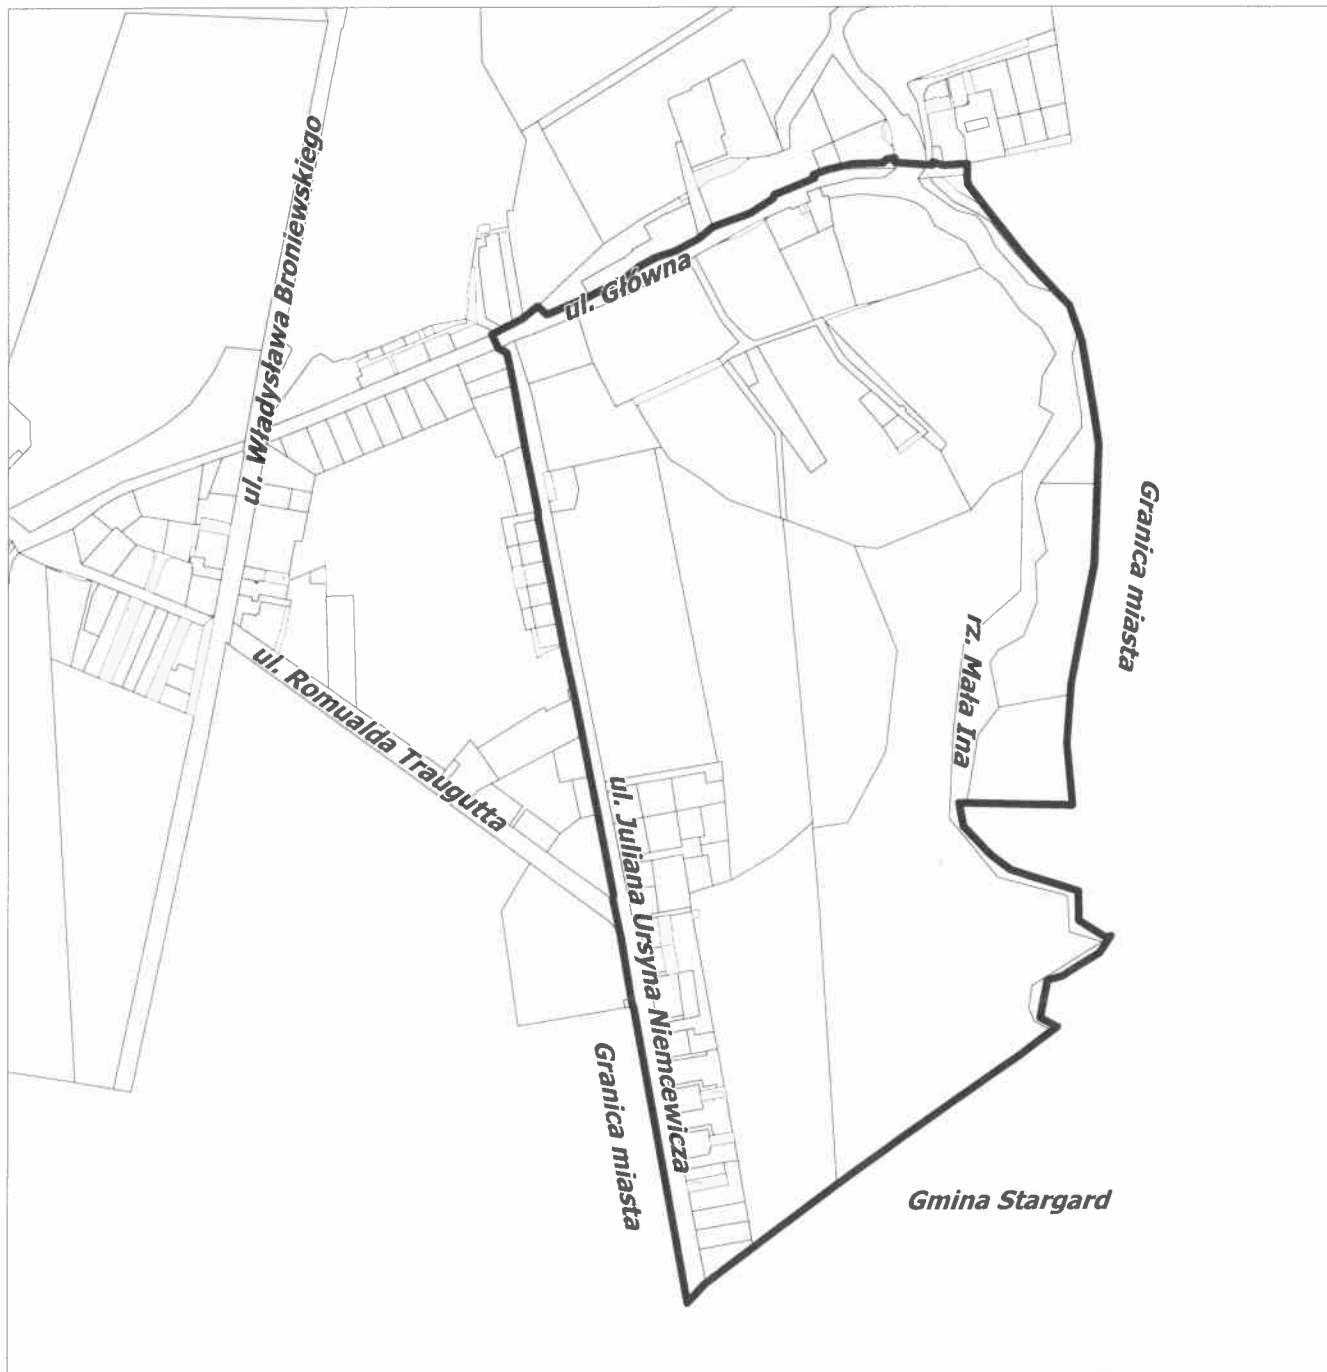 ul. Władysława Broniewskiego
ul. Główna
Granica miasta
rz. Mała Ina
ul. Romualda Traugutta
ul. Juliana Ursyna Niemcewicza
Granica miasta
Gmina Stargard